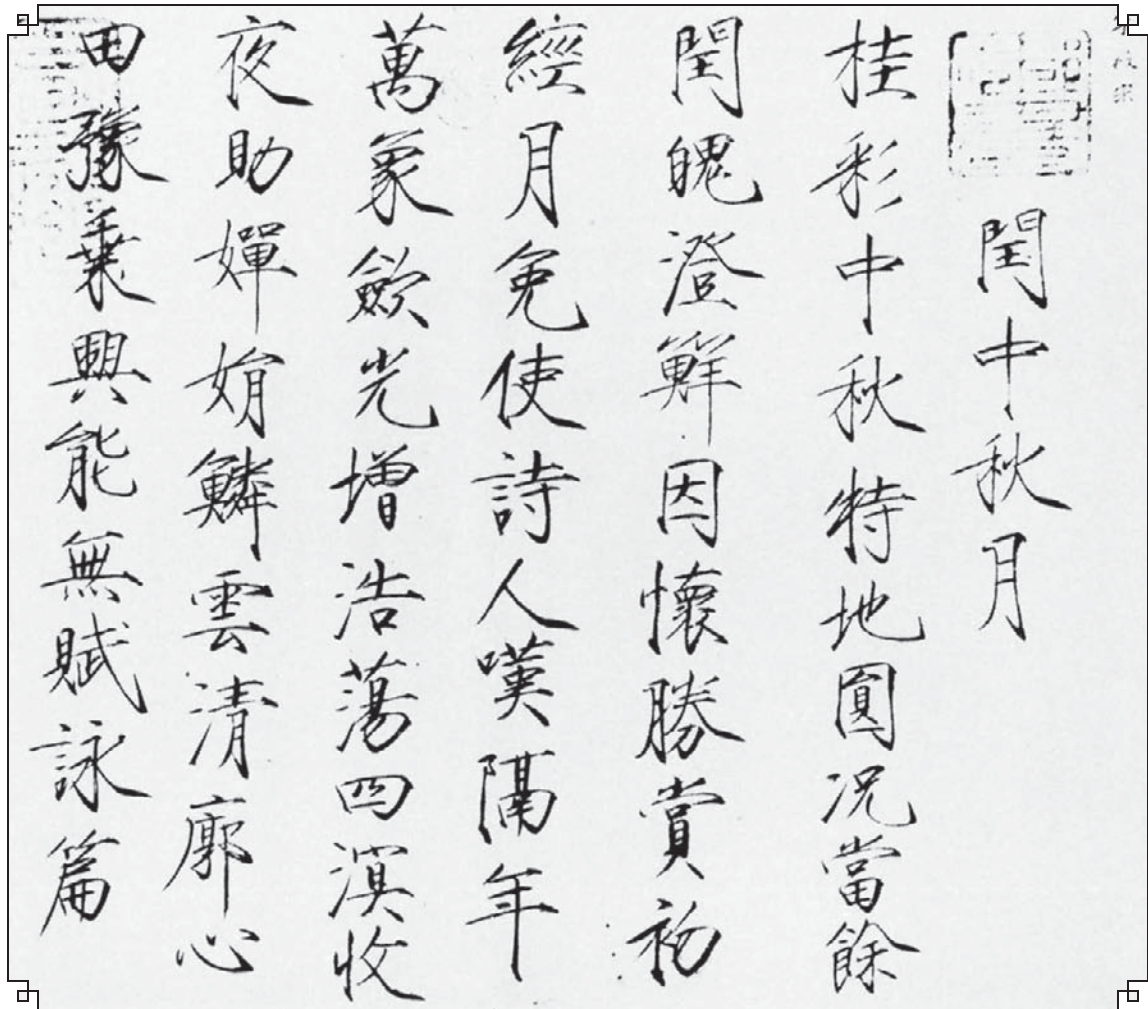 閏中秋月
桂彩中秋特地圓況當餘
閏魄澄鮮因懷勝賞初
經月免使詩人嘆隔年
萬象斂光增浩蕩四溟收
夜助嬋娟鱗雲清廓心
田豫乗興能無賦詠篇